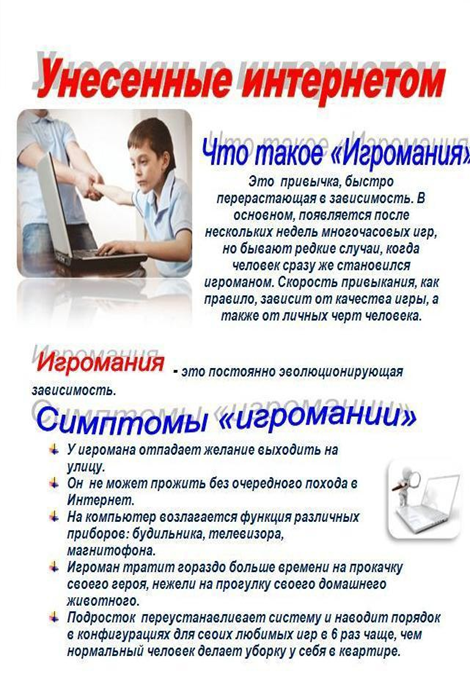 Унесенные интернетом
Что такое «Игромания»
Это привычка, быстро
перерастающая в зависимость. В
основном, появляется после
нескольких недель многочасовых игр,
но бывают редкие случаи, когда
человек сразу же становился
игроманом. Скорость привыкания, как
правило, зависит от качества игры, а
также от личных черт человека.
Игромания - это постоянно эволюционирующая
зависимость.
Симптомы «игромании»
У игромана отпадает желание выходить на
улицу.
Он не может прожить без очередного похода в
Интернет.
На компьютер возлагается функция различных
приборов: будильника, телевизора,
магнитофона.
Игроман тратит гораздо больше времени на прокачку
своего героя, нежели на прогулку своего домашнего
животного.
Подросток переустанавливает систему и наводит порядок
в конфигурациях для своих любимых игр в 6 раз чаще, чем
нормальный человек делает уборку у себя в квартире.